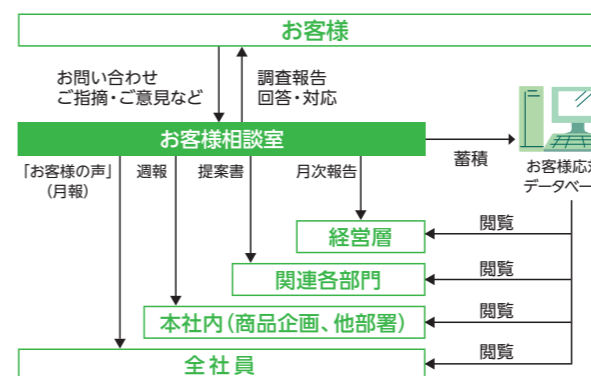 お客様
お問い合わせ
ご指摘・ご意見など
調査報告
回答・対応
お客様相談室
蓄積
お客様応対
データベー
「お客様の声」
（月報）
週報
提案書
月次報告
経営層
閲覧
関連各部門
閲覧
本社内（商品企画、他部署）
閲覧
全社員
閲覧